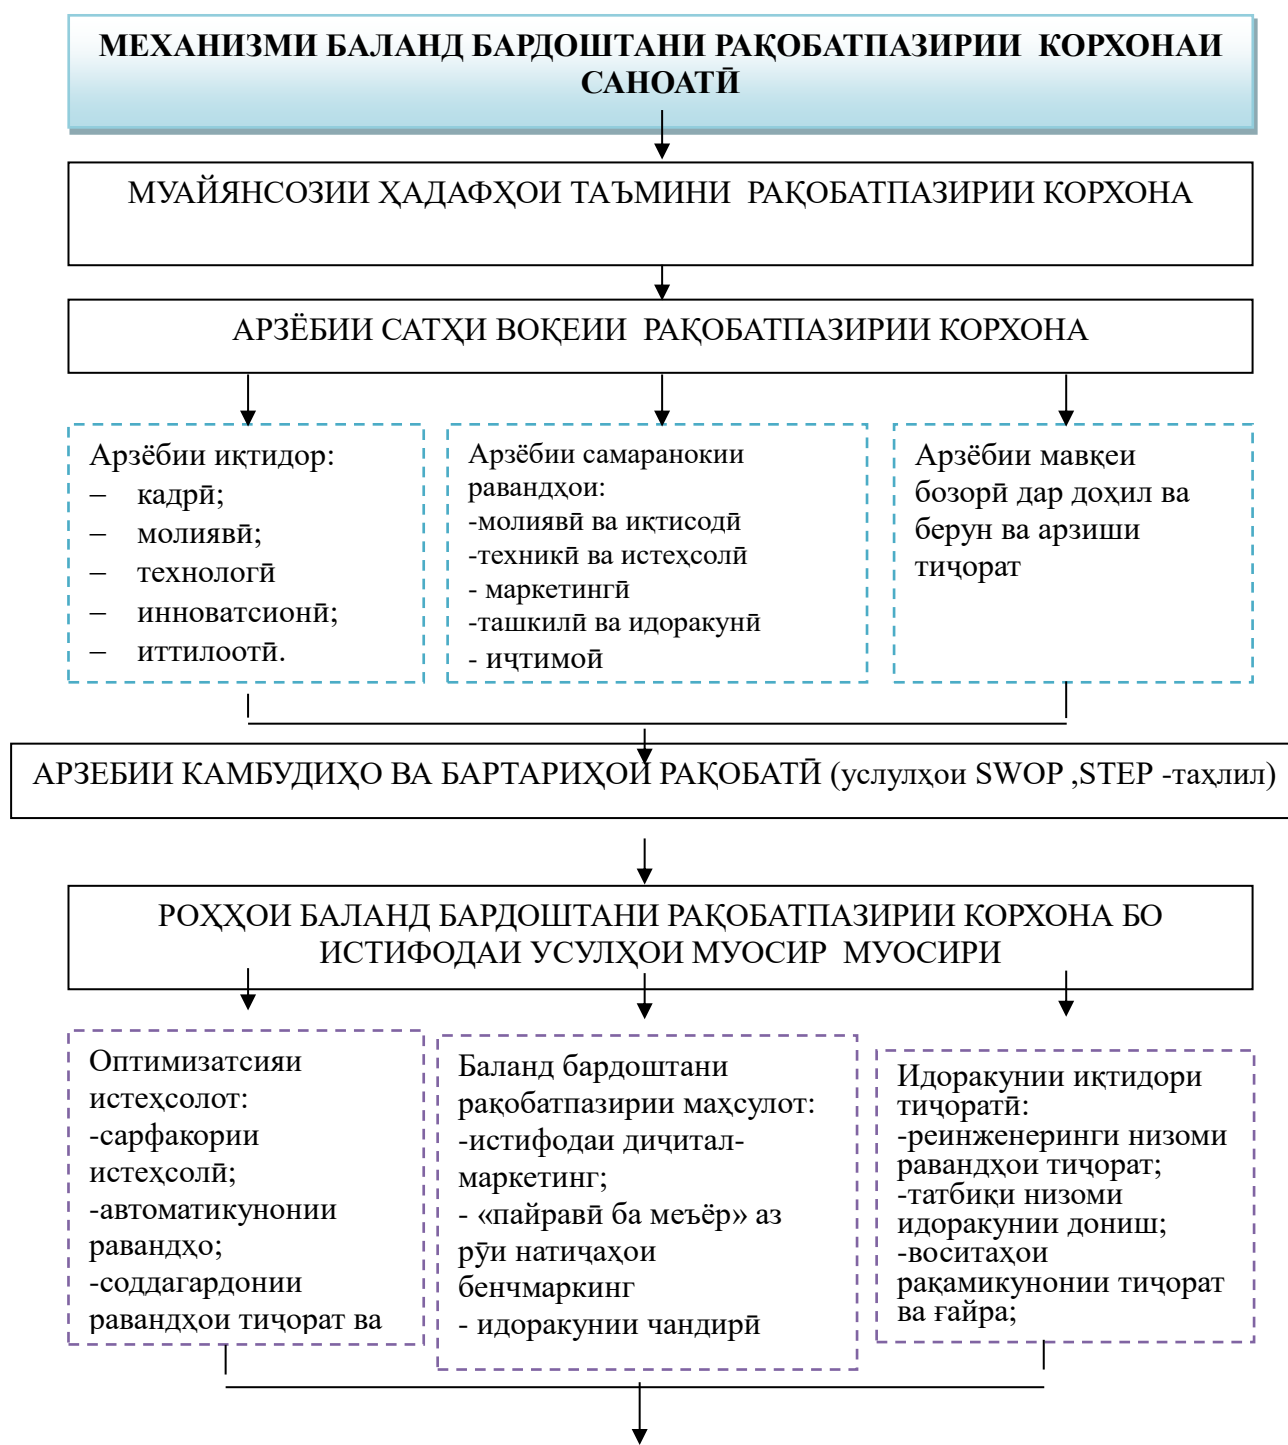 МЕХАНИЗМИ БАЛАНД БАРДОШТАНИ РАҚОБАТПАЗИРИИ КОРХОНАИ
САНОАТӢ
МУАЙЯНСОЗИИ ҲАДАФҲОИ ТАЪМИНИ РАҚОБАТПАЗИРИИ КОРХОНА
АРЗЁБИИ САТҲИ ВОҚЕИИ РАҚОБАТПАЗИРИИ КОРХОНА
Арзёбии иқтидор:
– кадрӣ;
– молиявӣ;
– технологӣ
– инноватсионӣ;
– иттилоотӣ.
Арзёбии самаранокии
равандҳои:
-молиявӣ ва иқтисодӣ
-техникӣ ва истеҳсолӣ
- маркетингӣ
-ташкилӣ ва идоракунӣ
- иҷтимоӣ
Арзёбии мавқеи
бозорӣ дар доҳил ва
берун ва арзиши
тиҷорат
АРЗЕБИИ КАМБУДИҲО ВА БАРТАРИҲОИ РАҚОБАТӢ (услулҳои SWOP ,STEP -таҳлил)
РОҲҲОИ БАЛАНД БАРДОШТАНИ РАҚОБАТПАЗИРИИ КОРХОНА БО
ИСТИФОДАИ УСУЛҲОИ МУОСИР МУОСИРИ
Оптимизатсияи
истеҳсолот:
-сарфакории
истеҳсолӣ;
-автоматикунонии
равандҳо;
-соддагардонии
равандҳои тиҷорат ва
Баланд бардоштани
рақобатпазирии маҳсулот:
-истифодаи диҷитал-
маркетинг;
- «пайравӣ ба меъёр» аз
рӯи натиҷаҳои
бенчмаркинг
- идоракунии чандирӣ
Идоракунии иқтидори
тиҷоратӣ:
-реинженеринги низоми
равандҳои тиҷорат;
-татбиқи низоми
идоракунии дониш;
-воситаҳои
рақамикунонии тиҷорат
ва ғайра;